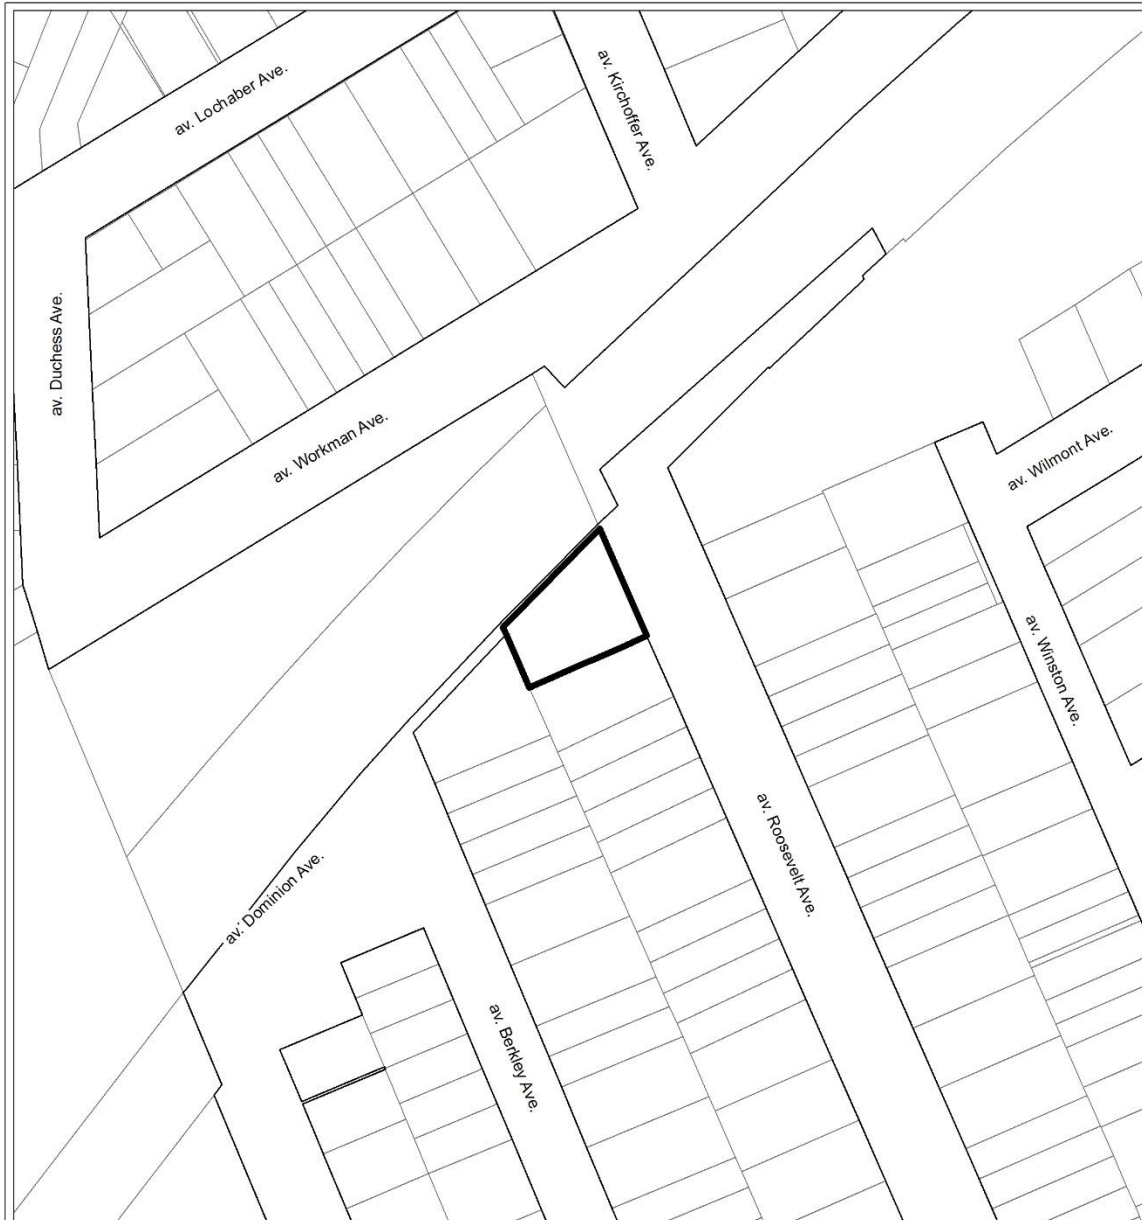 av. Lochaber Ave.
av. Kirchoffer Ave.
av. Duchess Ave.
av. Workman Ave.
av. Wilmont Ave.
av. Winston Ave.
av. Roosevelt Ave.
av. Dominion Ave.
av. Berkley Ave.